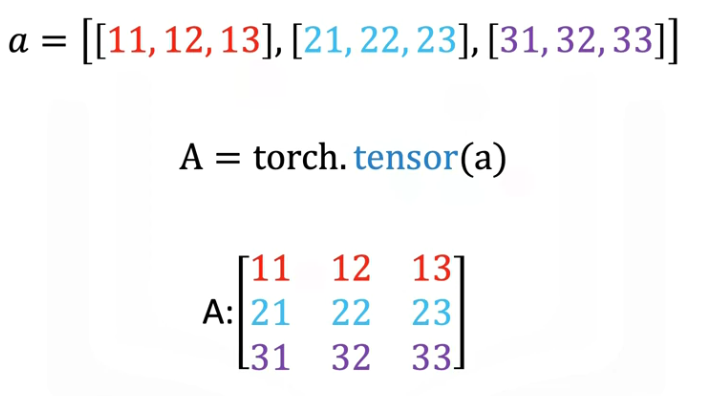 a = [[11, 12, 13], [21, 22, 23], [31, 32, 33]]
A = torch. tensor(a)
11 12 13
A: 21 22 23
31 32 33